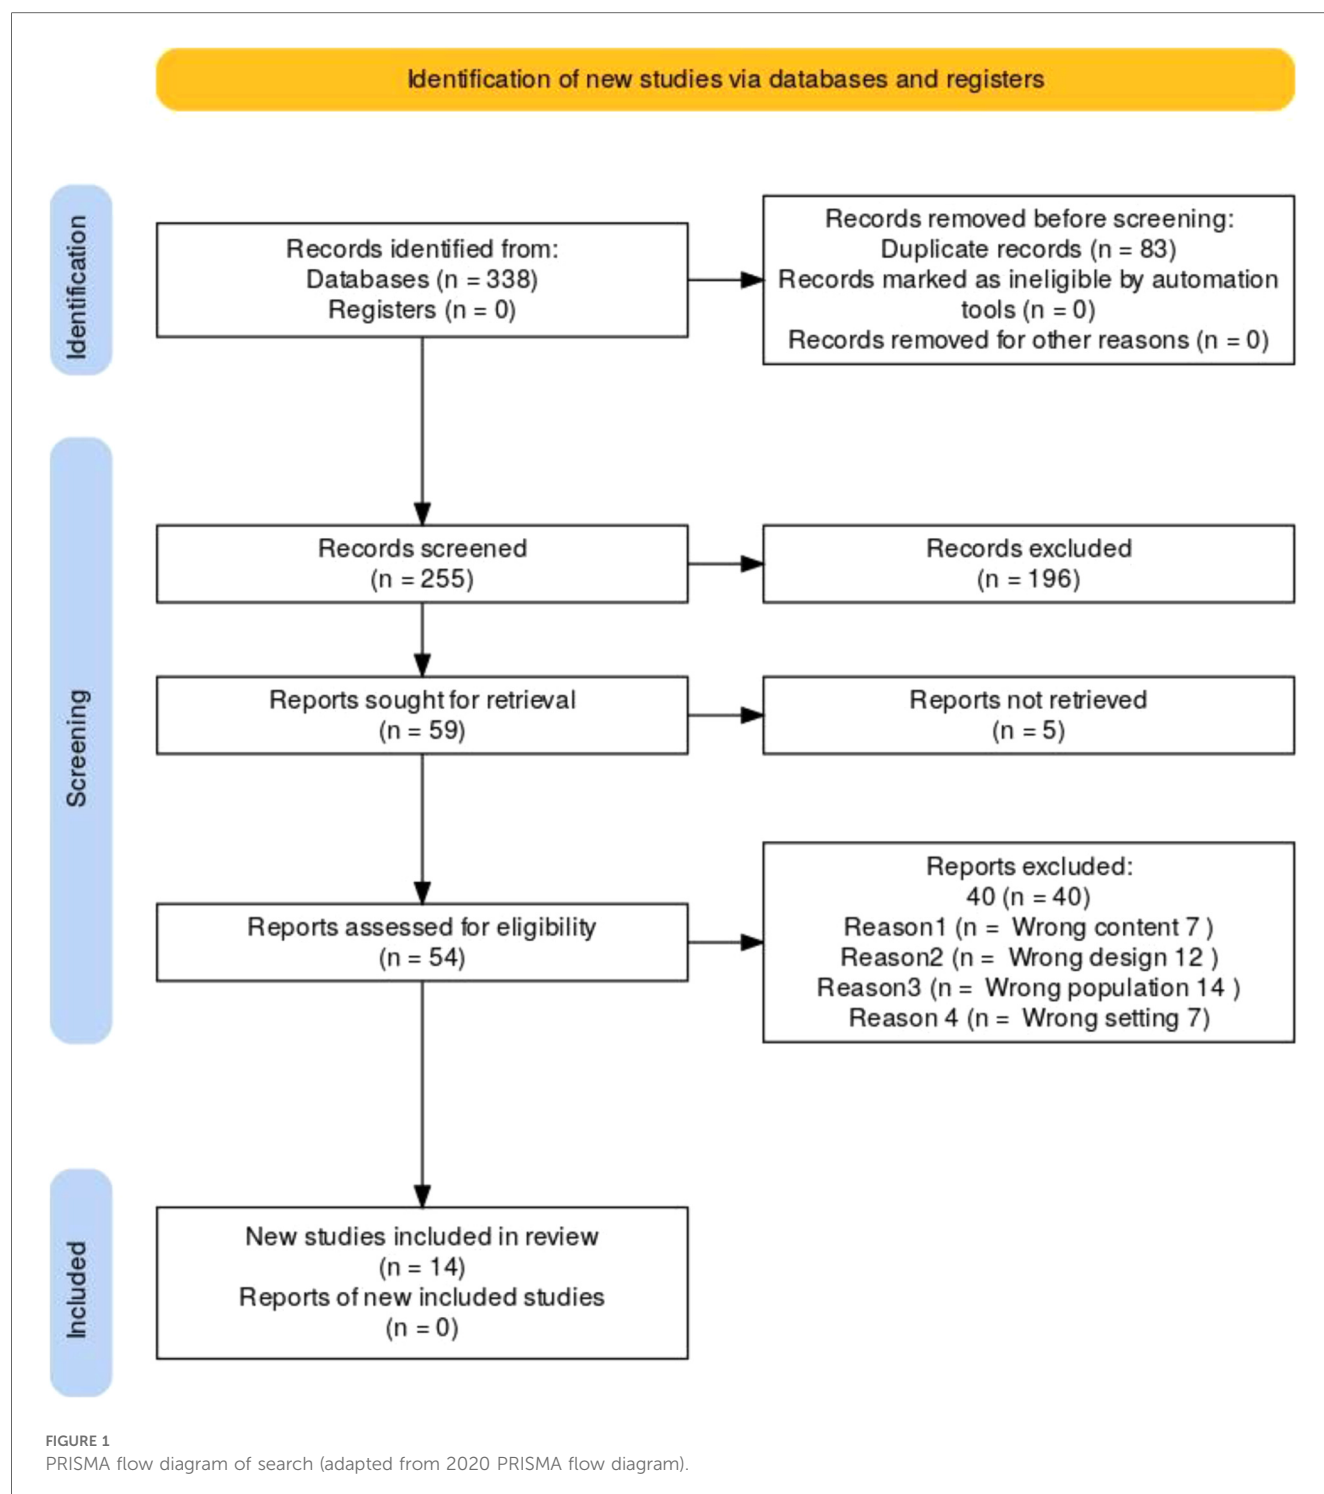 Identification of new studies via databases and registers
Identification
Records identified from:
Databases (n = 338)
Registers (n = 0)
Records removed before screening:
Duplicate records (n = 83)
Records marked as ineligible by automation
tools (n = 0)
Records removed for other reasons (n = 0)
Screening
Records screened
(n = 255)
Records excluded
(n = 196)
Reports sought for retrieval
(n = 59)
Reports not retrieved
(n = 5)
Reports assessed for eligibility
(n = 54)
Reports excluded:
40 (n = 40)
Reason1 (n = Wrong content 7 )
Reason2 (n = Wrong design 12 )
Reason3 (n = Wrong population 14 )
Reason 4 (n = Wrong setting 7)
Included
New studies included in review
(n = 14)
Reports of new included studies
(n = 0)
FIGURE 1
PRISMA flow diagram of search (adapted from 2020 PRISMA flow diagram).